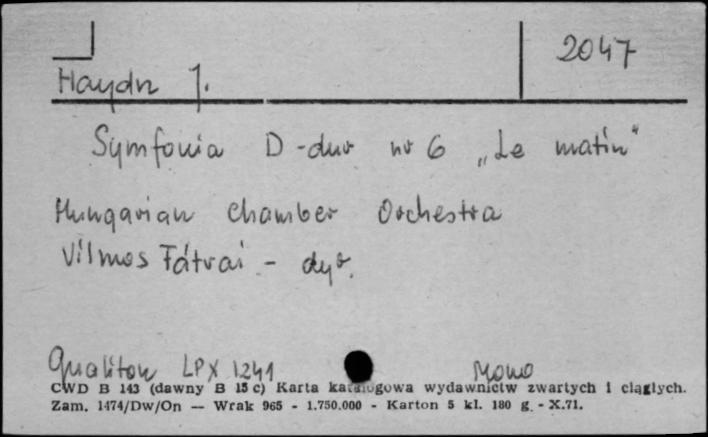 2047
Haydn J.
Symfonia D-dur nr 6 „Le matin"
Hungarian Chamber Orchestra
Vilmos Tátrai - dyr.
Qualiton LPX 1241 Mono
CWD B 143 (dawny B 15 c) Karta katalogowa wydawnictw zwartych i ciągłych.
Zam. 1474/Dw/On — Wrak 965 - 1.750.000 - Karton 5 kl. 180 g. - X.71.